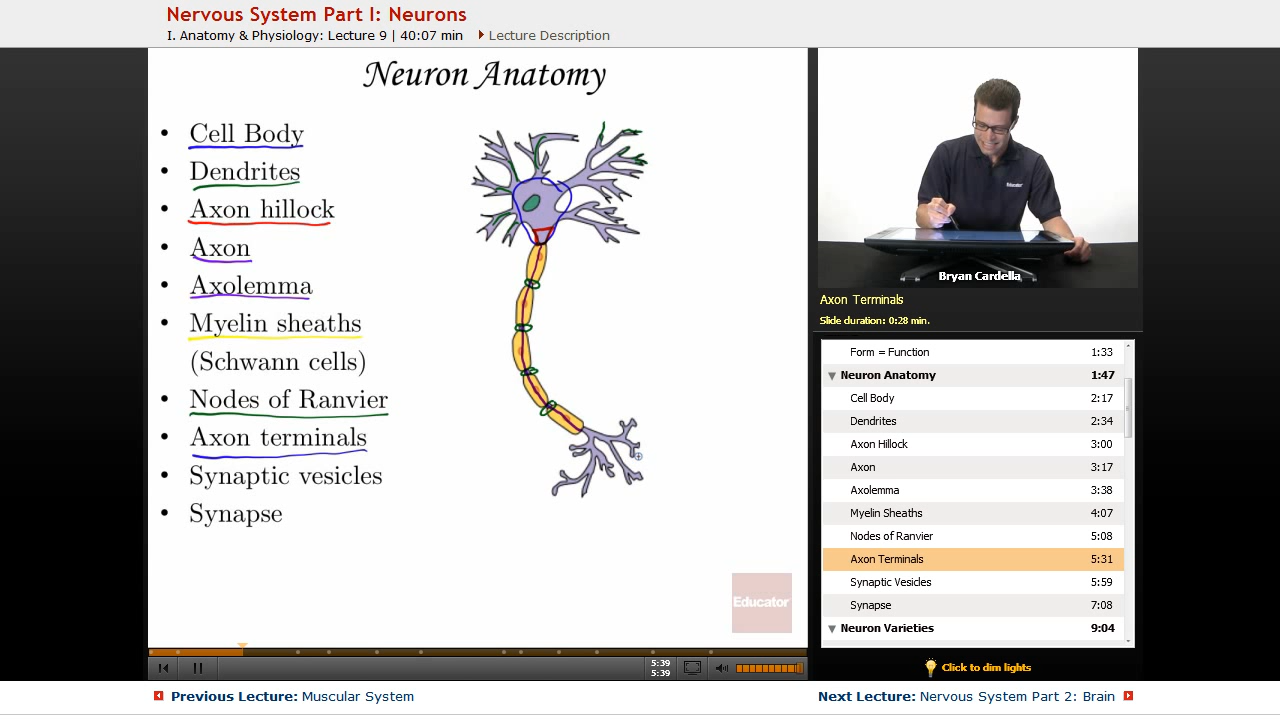 Nervous System Part I: Neurons
I. Anatomy & Physiology: Lecture 9 | 40:07 min
Lecture Description
Neuron Anatomy
• Cell Body
• Dendrites
• Axon hillock
• Axon
• Axolemma
• Myelin sheaths
(Schwann cells)
• Nodes of Ranvier
• Axon terminals
• Synaptic vesicles
• Synapse
Educator
5:39
5:39
Educator
Bryan Cardella
Axon Terminals
Slide duration: 0:28 min.
Form = Function 1:33
Neuron Anatomy 1:47
Cell Body 2:17
Dendrites 2:34
Axon Hillock 3:00
Axon 3:17
Axolemma 3:38
Myelin Sheaths 4:07
Nodes of Ranvier 5:08
Axon Terminals 5:31
Synaptic Vesicles 5:59
Synapse 7:08
Neuron Varieties 9:04
Click to dim lights
Previous Lecture: Muscular System
Next Lecture: Nervous System Part 2: Brain